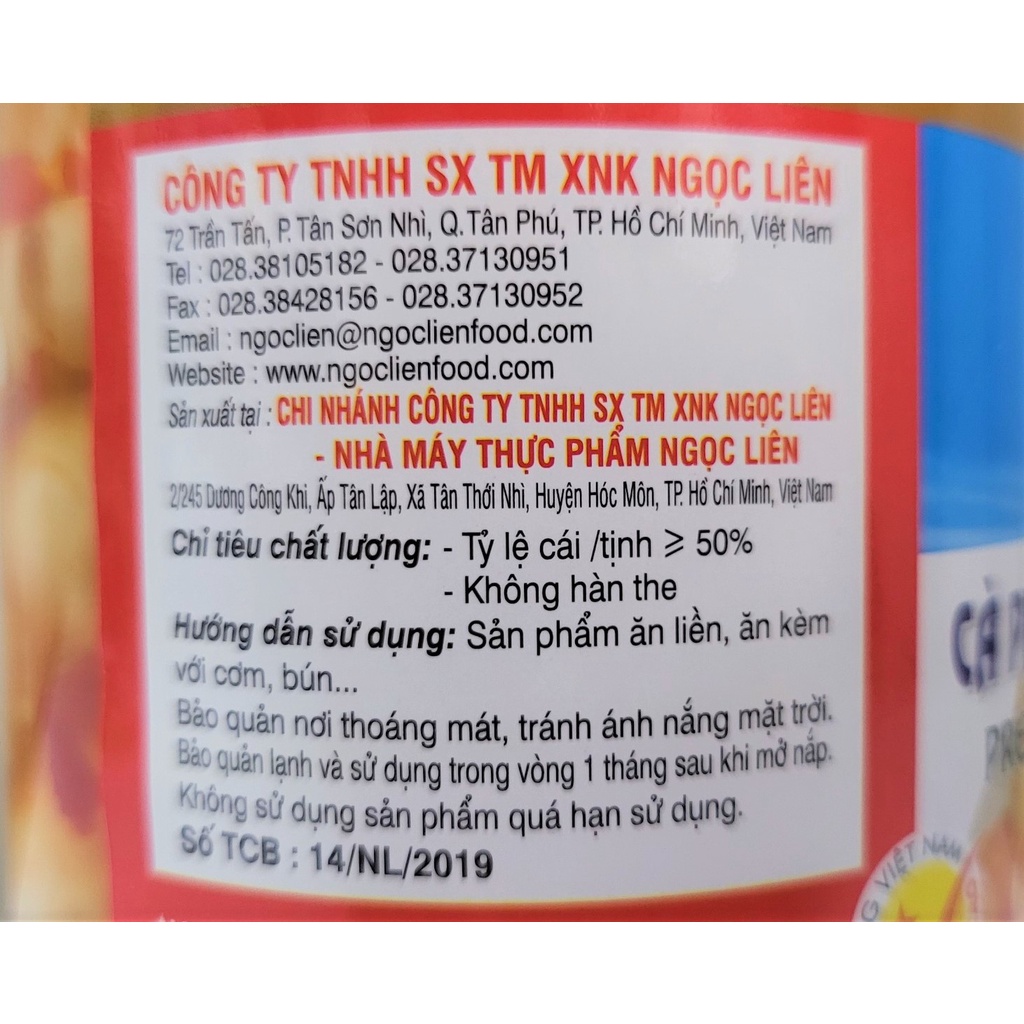 CÔNG TY TNHH SX TM XNK NGỌC LIÊN
72 Trần Tấn, P. Tân Sơn Nhì, Q. Tân Phú, TP. Hồ Chí Minh, Việt Nam
Tel : 028.38105182 - 028.37130951
Fax : 028.38428156 - 028.37130952
Email : ngoclien@ngoclienfood.com
Website : www.ngoclienfood.com
Sản xuất tại : CHI NHÁNH CÔNG TY TNHH SX TM XNK NGỌC LIÊN
- NHÀ MÁY THỰC PHẨM NGỌC LIÊN
2/245 Dương Công Khi, Ấp Tân Lập, Xã Tân Thới Nhì, Huyện Hóc Môn, TP. Hồ Chí Minh, Việt Nam
Chỉ tiêu chất lượng: - Tỷ lệ cái /tịnh ⩾ 50%
- Không hàn the
Hướng dẫn sử dụng: Sản phẩm ăn liền, ăn kèm
với cơm, bún...
Bảo quản nơi thoáng mát, tránh ánh nắng mặt trời.
Bảo quản lạnh và sử dụng trong vòng 1 tháng sau khi mở nắp.
Không sử dụng sản phẩm quá hạn sử dụng.
Số TCB : 14/NL/2019
CÀ
VIỆT NAM